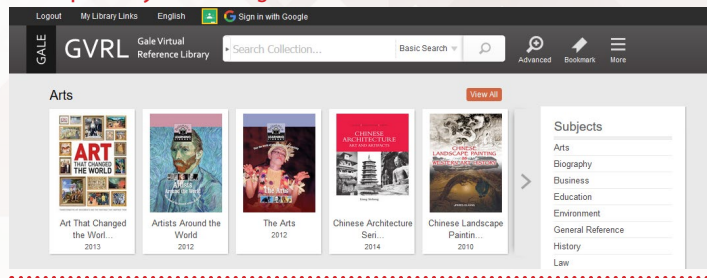 Logout My Library Links English Sign in with Google
GALE GVRL Gale Virtual
Reference Library
Search Collection... Basic Search
Advanced Bookmark More
Arts View All
ART
THAT CHANGED
THE WORLD
Artists
Around the World
The Arts
CHINESE
ARCHITECTURE
ART AND ARTIFACTS
CHINESE
LANDSCAPE PAINTING
Art That Changed
the Worl...
2013
Artists Around the
World
2012
The Arts
2012
Chinese Architecture
Seri...
2014
Chinese Landscape
Paintin...
2010
Subjects
Arts
Biography
Business
Education
Environment
General Reference
History
Law